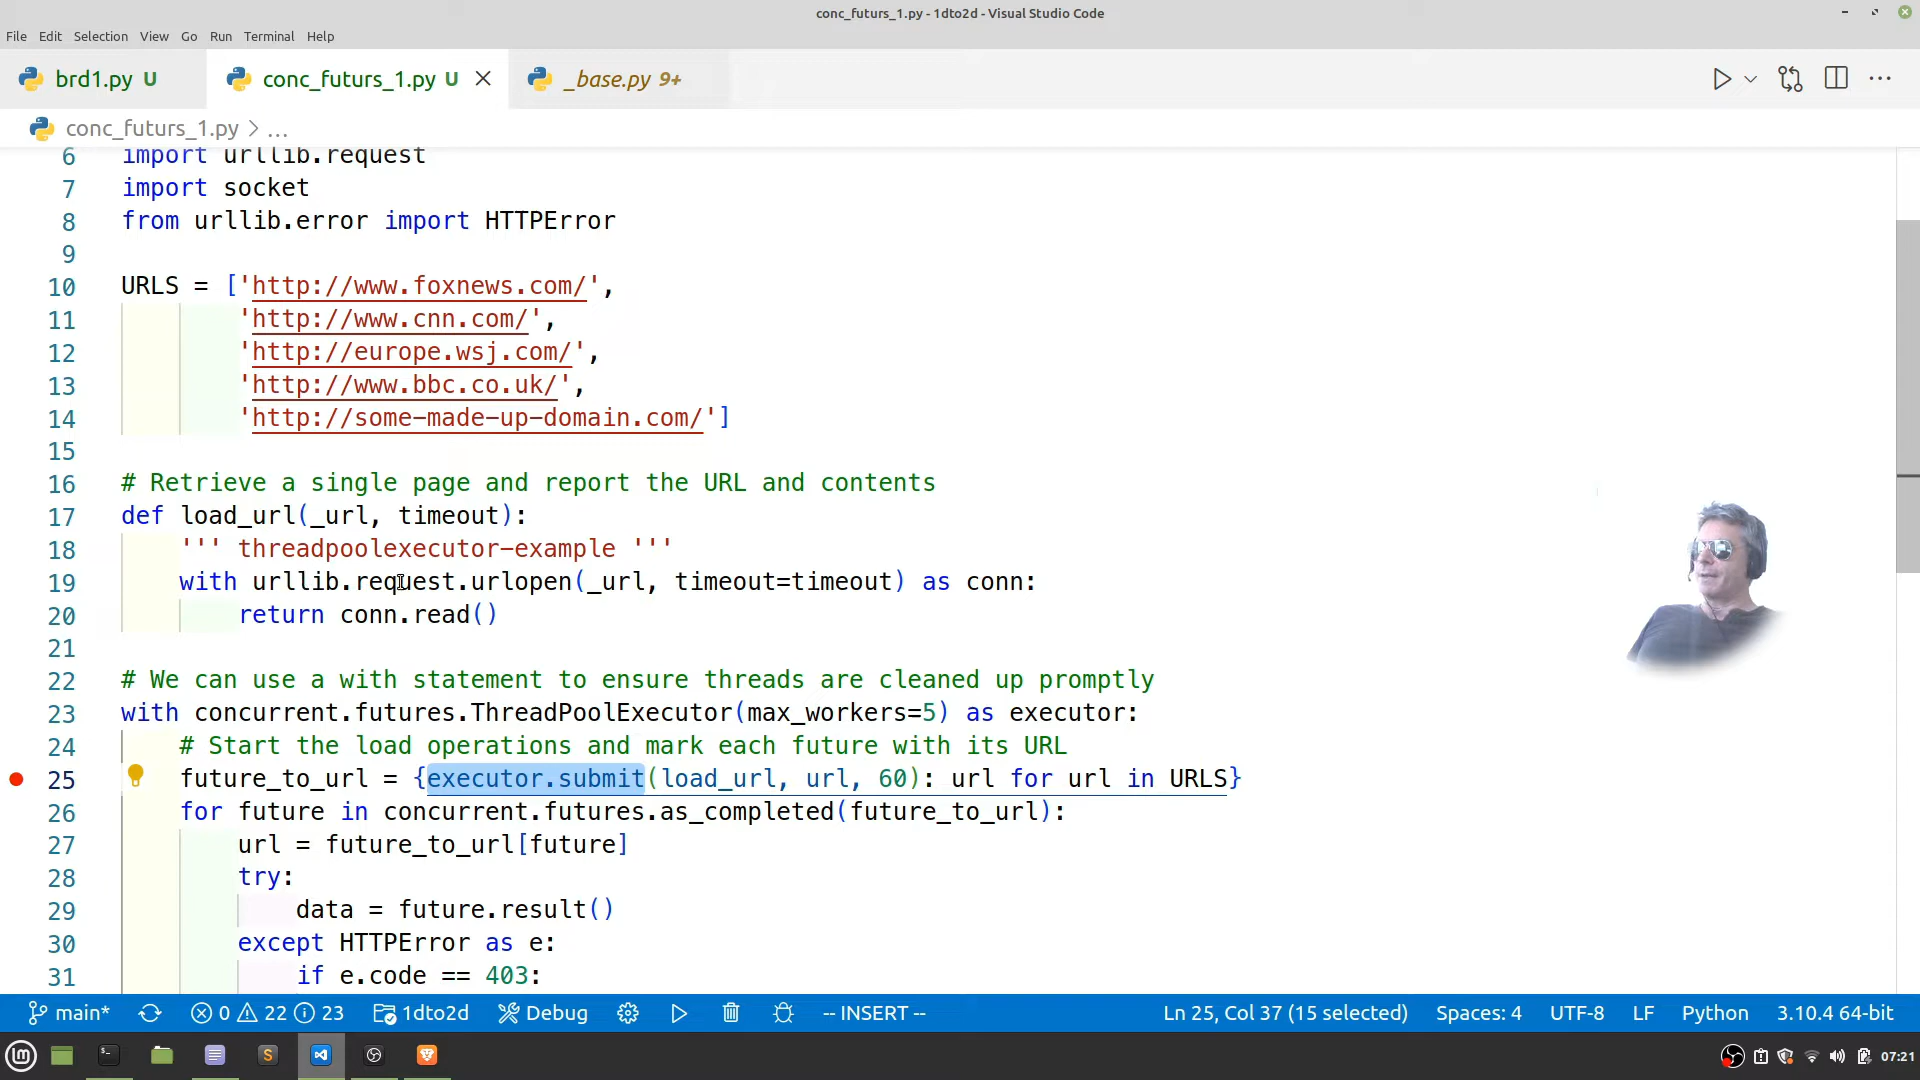 conc_futurs_1.py - 1dto2d - Visual Studio Code
File Edit Selection View Go Run Terminal Help
brd1.py U conc_futurs_1.py U _base.py 9+
conc_futurs_1.py > ...
6 import urllib.request
7 import socket
8 from urllib.error import HTTPError
9
10 URLS = ['http://www.foxnews.com/',
11 'http://www.cnn.com/',
12 'http://europe.wsj.com/',
13 'http://www.bbc.co.uk/',
14 'http://some-made-up-domain.com/']
15
16 # Retrieve a single page and report the URL and contents
17 def load_url(_url, timeout):
18 ''' threadpoolexecutor-example '''
19 with urllib.request.urlopen(_url, timeout=timeout) as conn:
20 return conn.read()
21
22 # We can use a with statement to ensure threads are cleaned up promptly
23 with concurrent.futures.ThreadPoolExecutor(max_workers=5) as executor:
24 # Start the load operations and mark each future with its URL
25 future_to_url = {executor.submit(load_url, url, 60): url for url in URLS}
26 for future in concurrent.futures.as_completed(future_to_url):
27 url = future_to_url[future]
28 try:
29 data = future.result()
30 except HTTPError as e:
31 if e.code == 403:
main* 0 22 23 1dto2d Debug -- INSERT -- Ln 25, Col 37 (15 selected) Spaces: 4 UTF-8 LF Python 3.10.4 64-bit
07:21